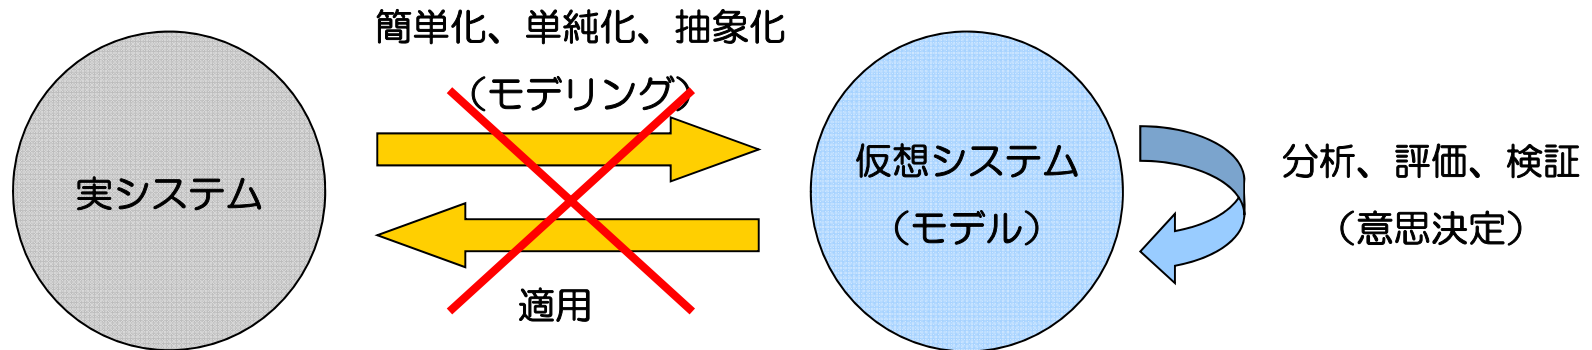 簡単化、単純化、抽象化
（モデリング）
実システム
適用
仮想システム
（モデル）
分析、評価、検証
（意思決定）